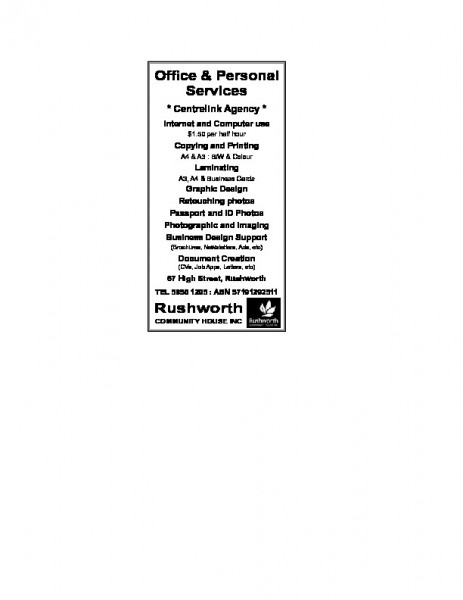 Office & Personal
Services
* Centrelink Agency *
Internet and Computer use
$1.50 per half hour
Copying and Printing
A4 & A3 : B/W & Colour
Laminating
A3, A4 & Business Cards
Graphic Design
Retouching photos
Passport and ID Photos
Photographic and Imaging
Business Design Support
(Brochures, Newsletters, Ads, etc)
Document Creation
(CVs, Job Apps, Letters, etc)
67 High Street, Rushworth
TEL 5856 1295 : ABN 57191292511
Rushworth
COMMUNITY HOUSE INC
Rushworth